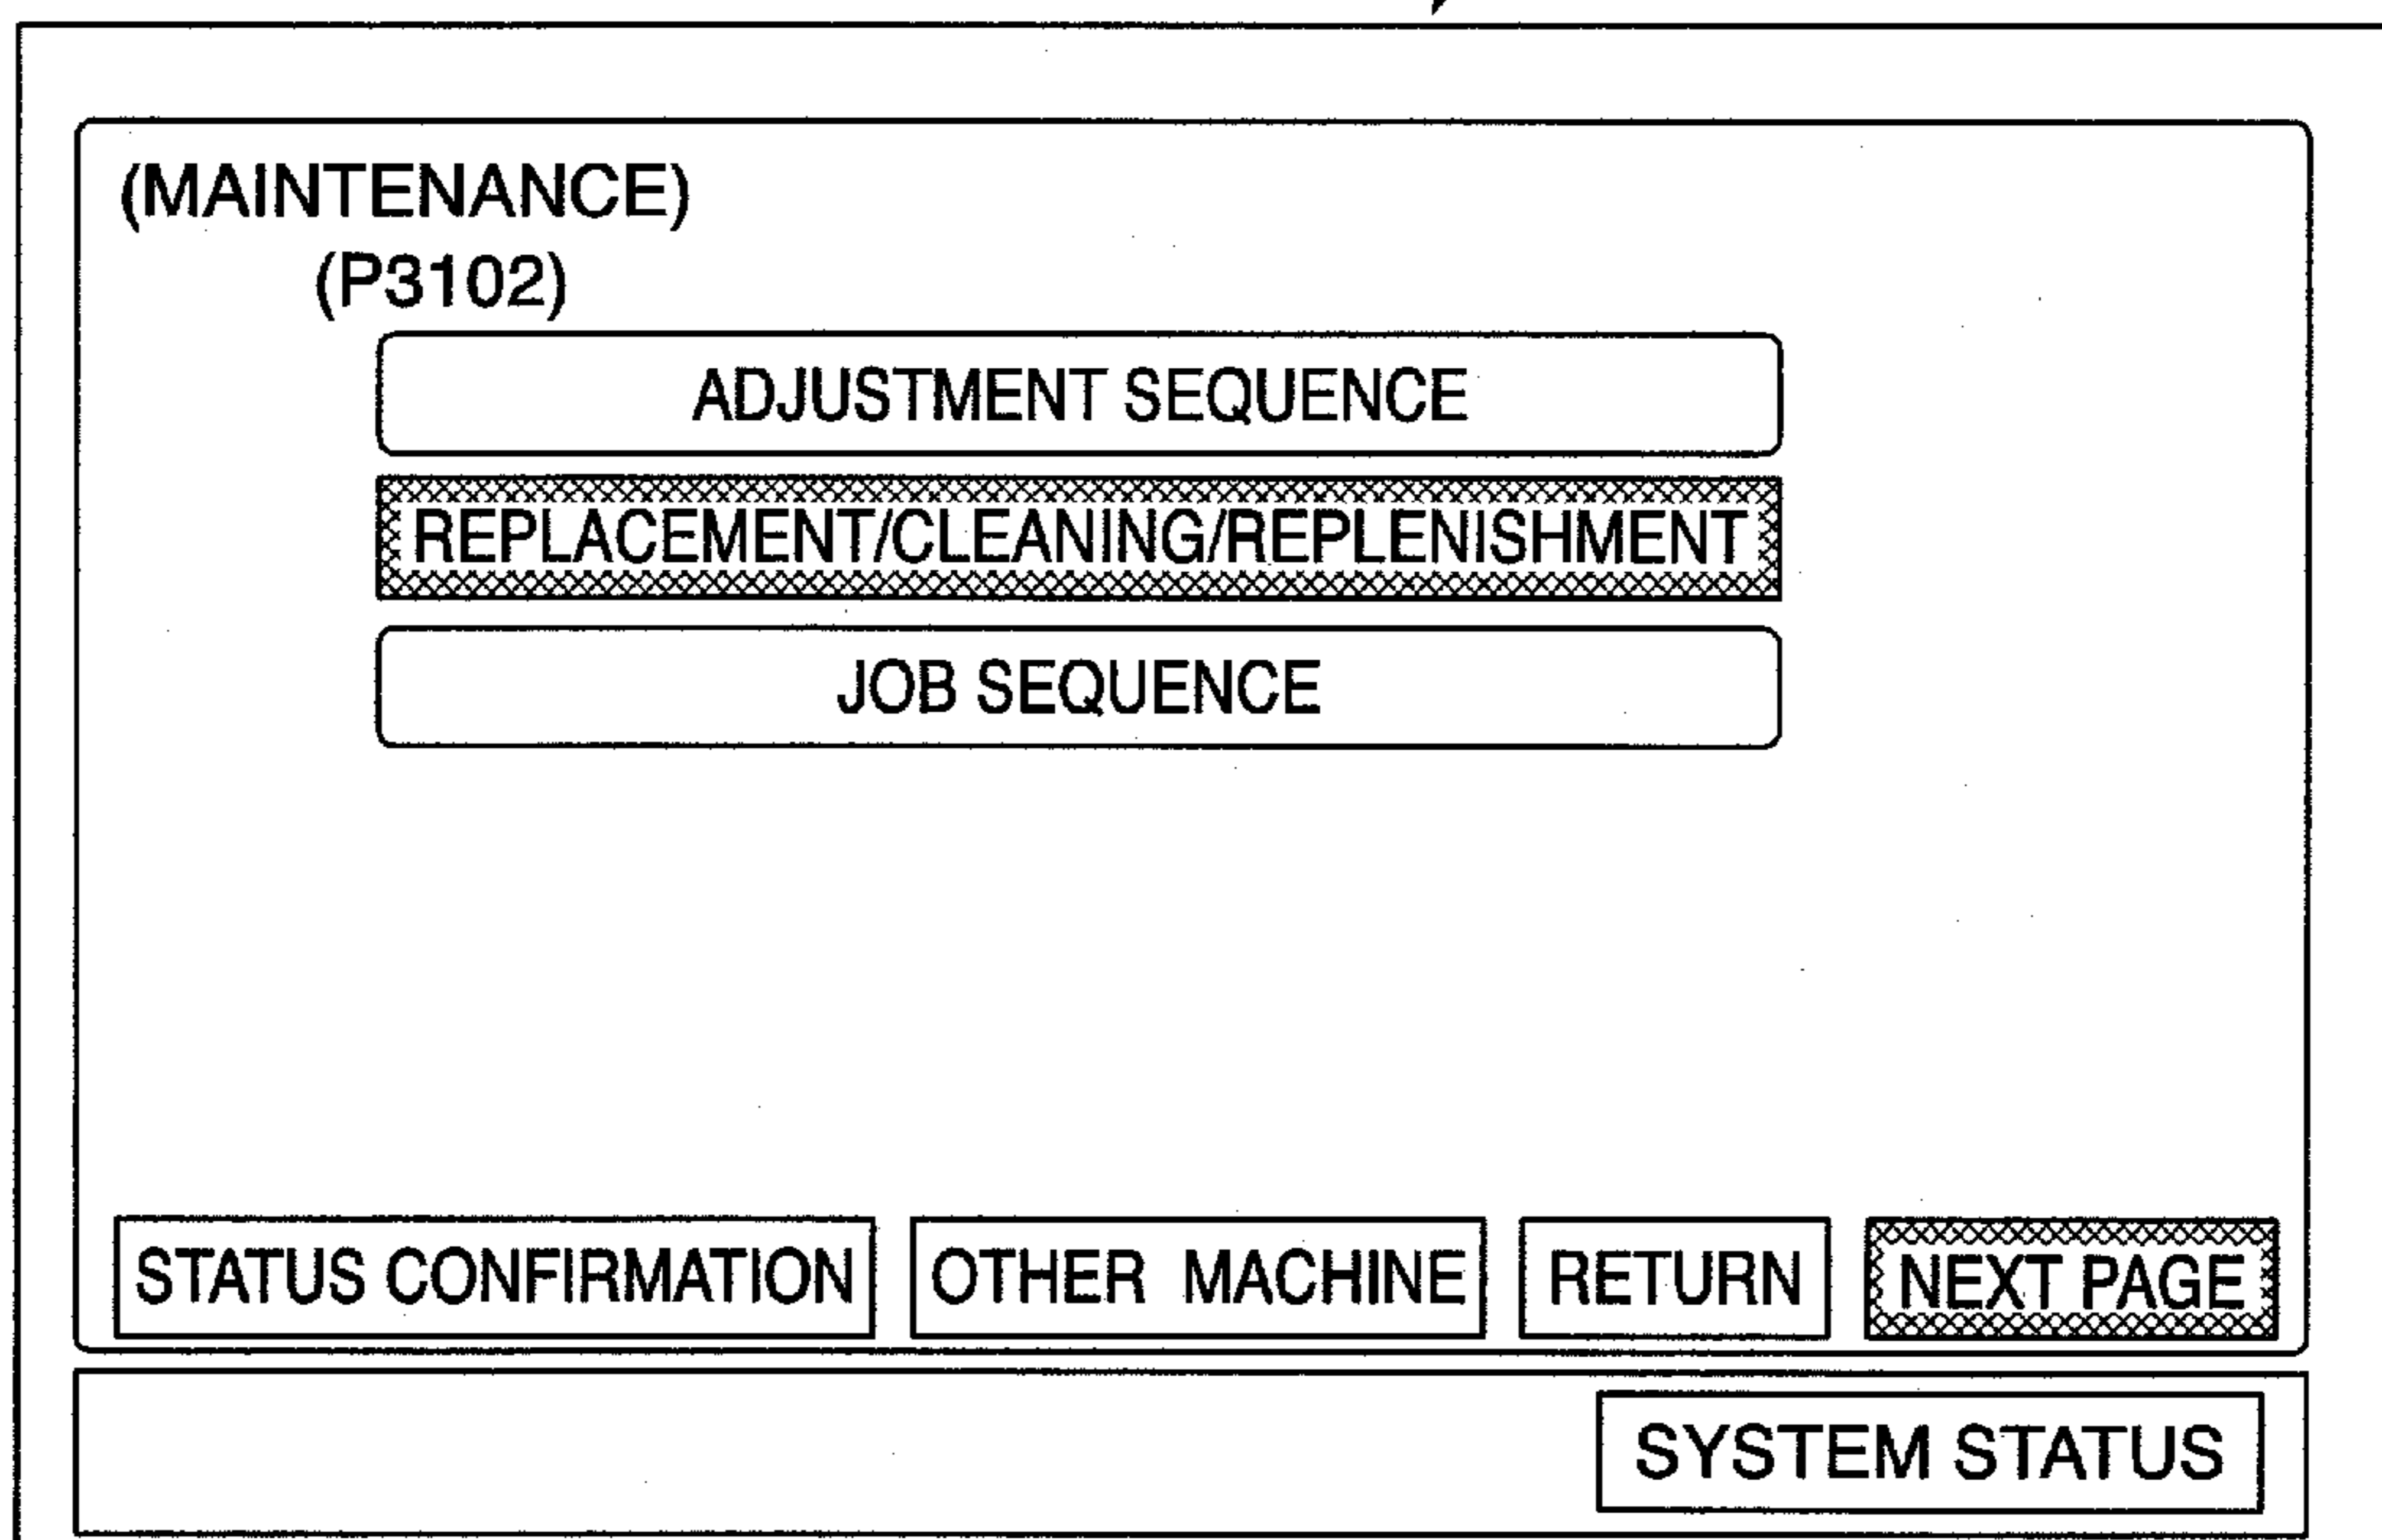 (MAINTENANCE)
(P3102)
ADJUSTMENT SEQUENCE
REPLACEMENT/CLEANING/REPLENISHMENT
JOB SEQUENCE
STATUS CONFIRMATION OTHER MACHINE RETURN NEXT PAGE
SYSTEM STATUS